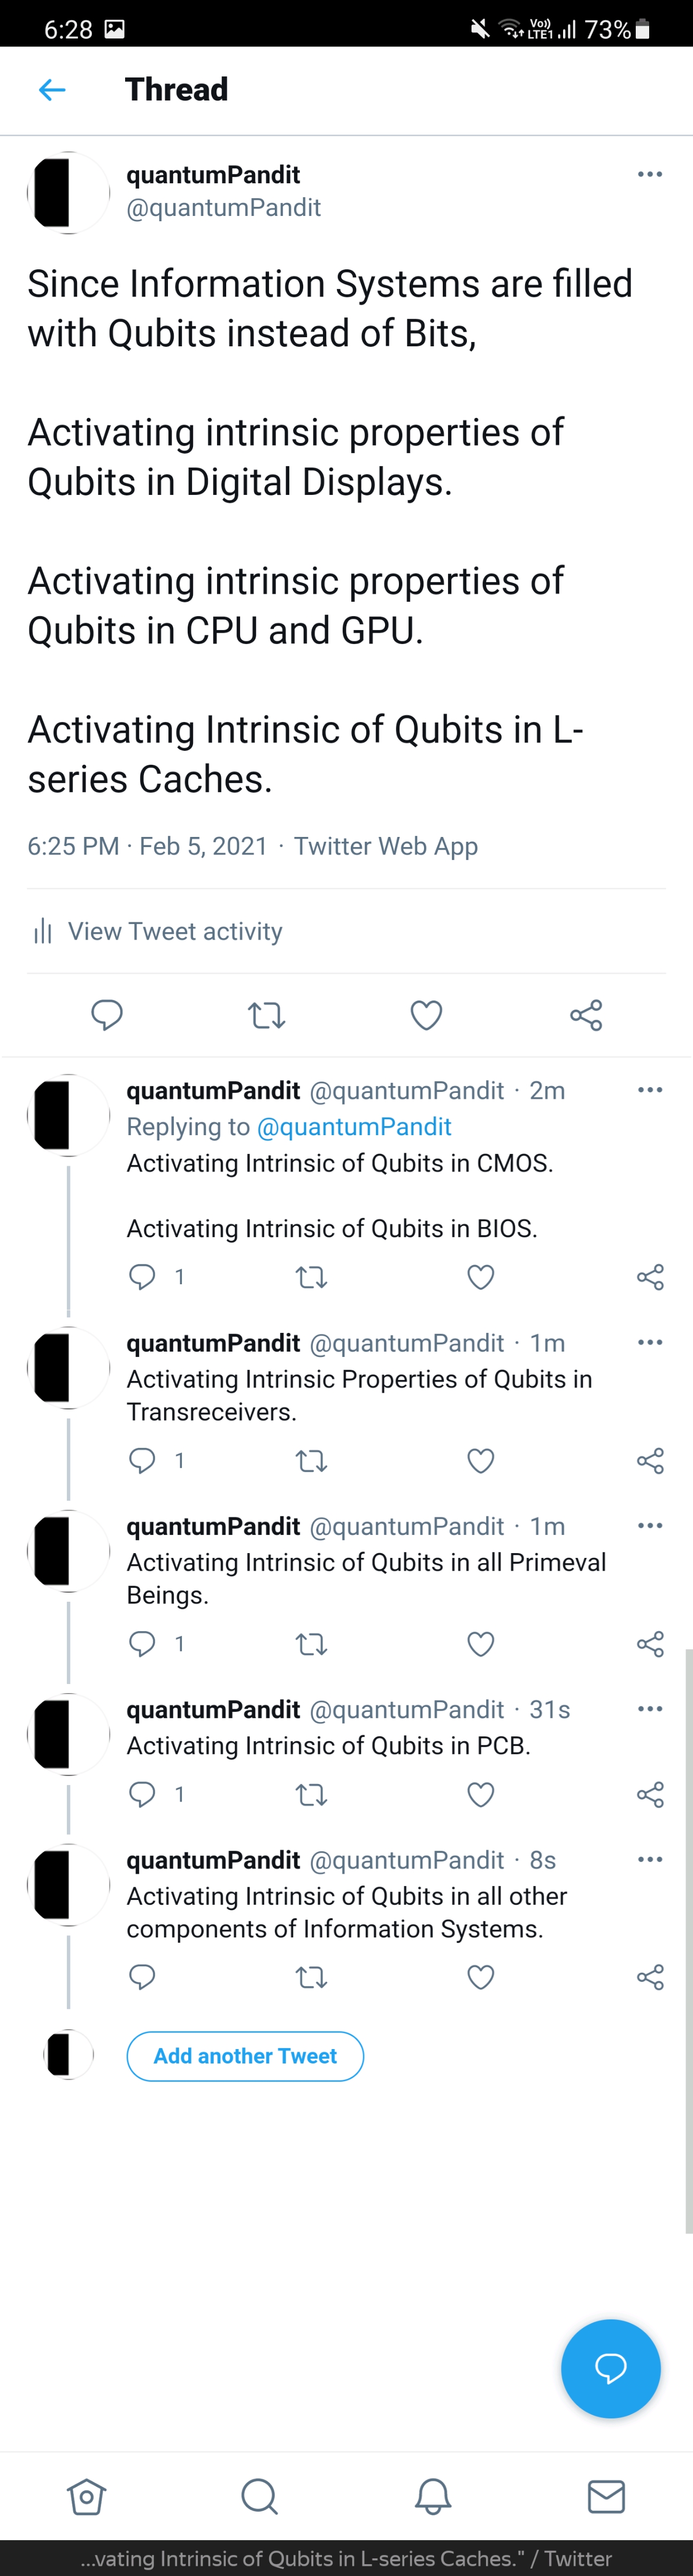 6:28
Vo))
LTE1
73%
Thread
quantumPandit
@quantumPandit
Since Information Systems are filled
with Qubits instead of Bits,
Activating intrinsic properties of
Qubits in Digital Displays.
Activating intrinsic properties of
Qubits in CPU and GPU.
Activating Intrinsic of Qubits in L-
series Caches.
6:25 PM · Feb 5, 2021 · Twitter Web App
View Tweet activity
quantumPandit @quantumPandit · 2m
Replying to @quantumPandit
Activating Intrinsic of Qubits in CMOS.
Activating Intrinsic of Qubits in BIOS.
1
quantumPandit @quantumPandit · 1m
Activating Intrinsic Properties of Qubits in
Transreceivers.
1
quantumPandit @quantumPandit · 1m
Activating Intrinsic of Qubits in all Primeval
Beings.
1
quantumPandit @quantumPandit · 31s
Activating Intrinsic of Qubits in PCB.
1
quantumPandit @quantumPandit · 8s
Activating Intrinsic of Qubits in all other
components of Information Systems.
Add another Tweet
...vating Intrinsic of Qubits in L-series Caches." / Twitter